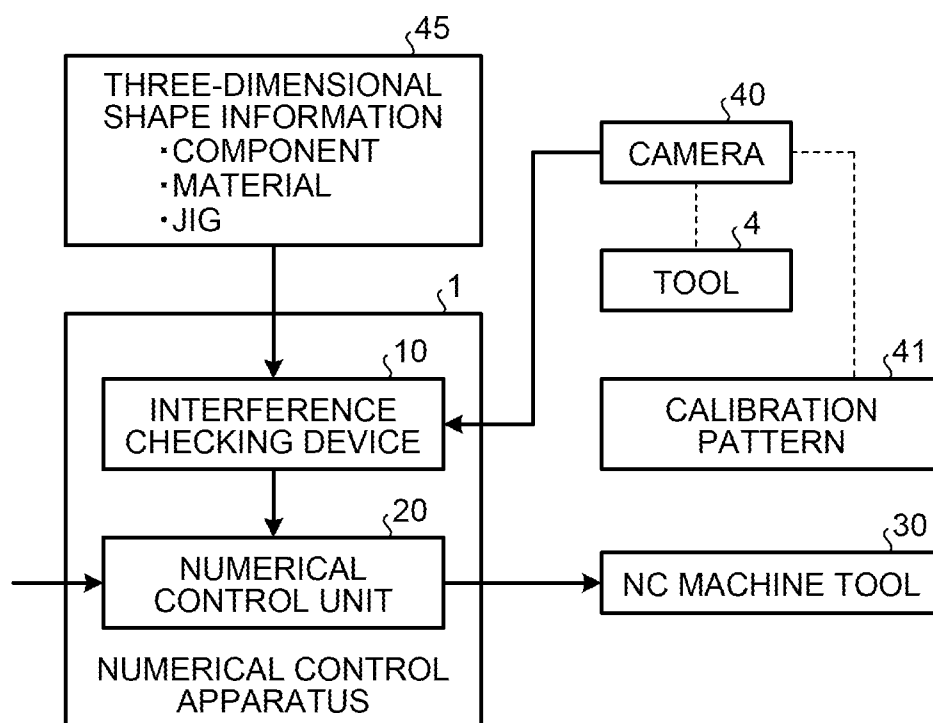 45
THREE-DIMENSIONAL
SHAPE INFORMATION
・COMPONENT
・MATERIAL
・JIG
40
CAMERA
4
TOOL
1
10
INTERFERENCE
CHECKING DEVICE
41
CALIBRATION
PATTERN
20
NUMERICAL
CONTROL UNIT
30
NC MACHINE TOOL
NUMERICAL CONTROL
APPARATUS